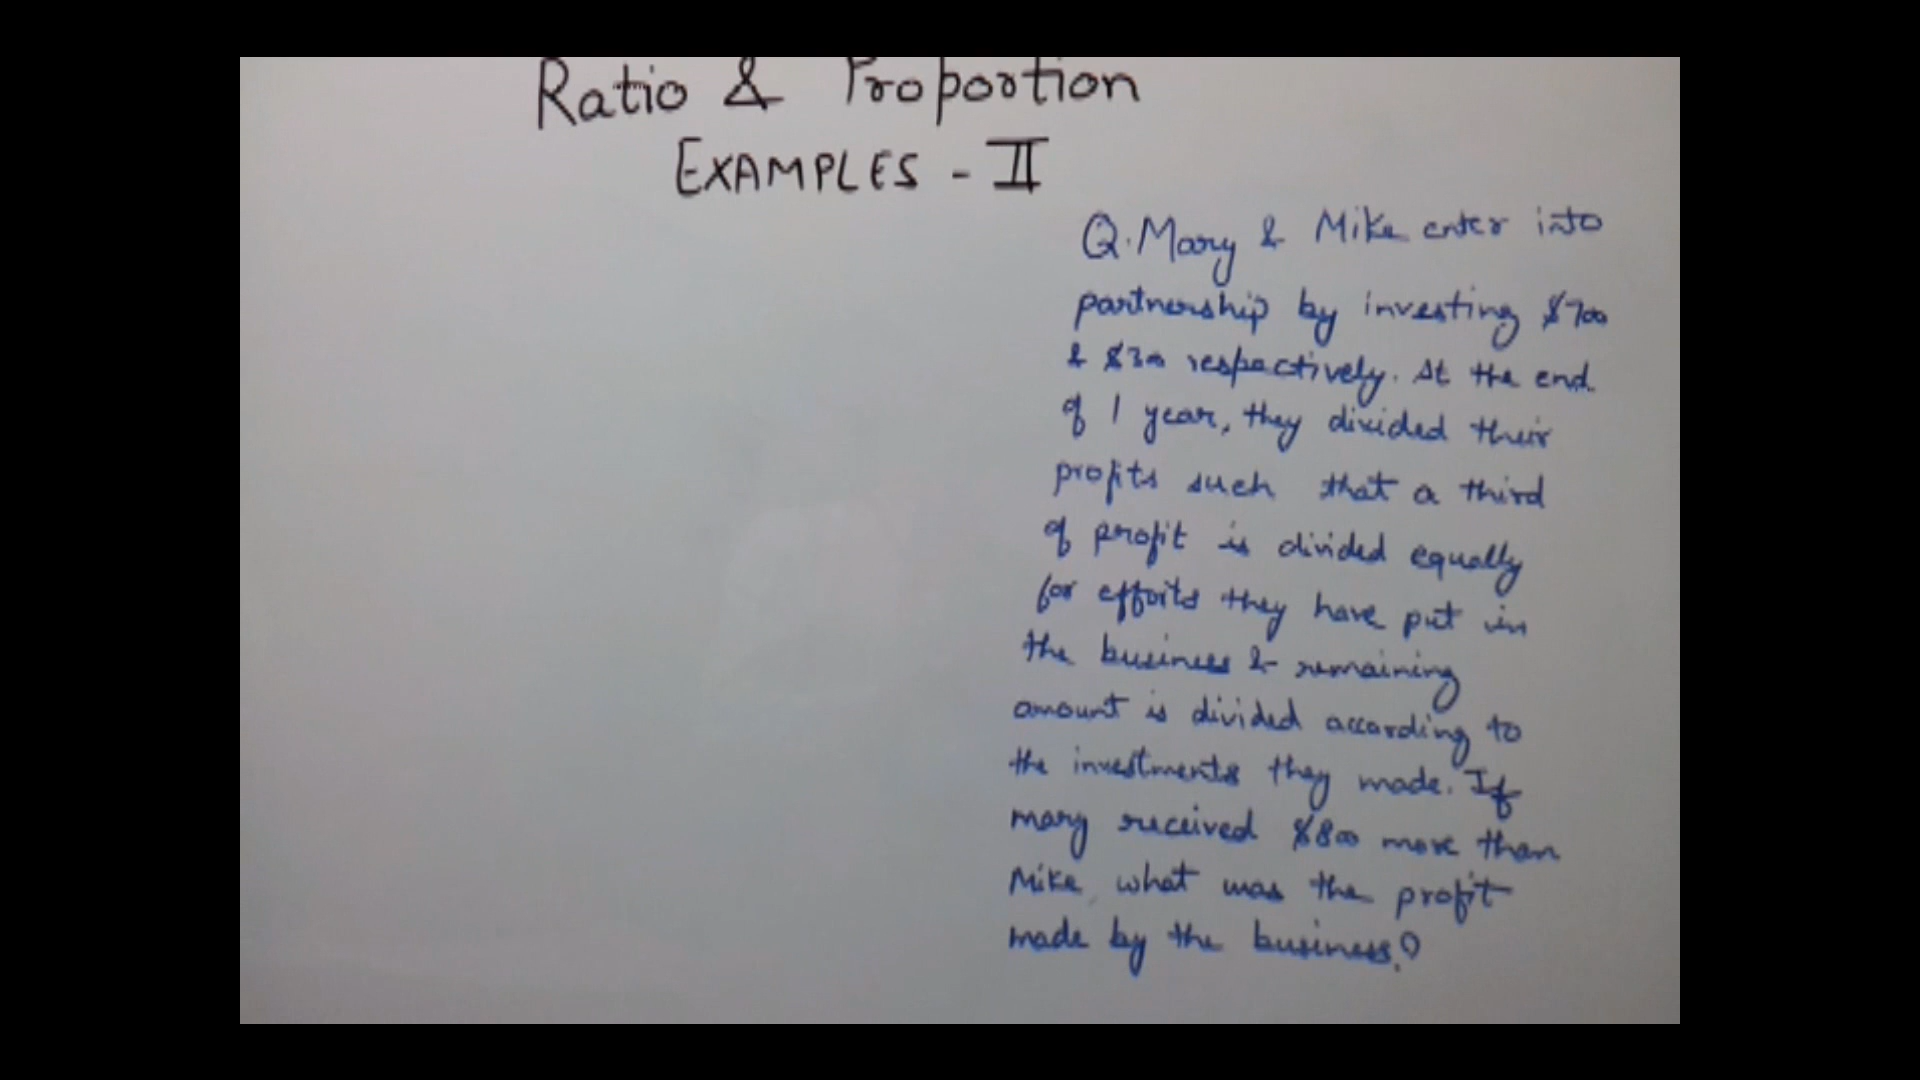 Ratio & Proportion
EXAMPLES - II
Q. Mary & Mike enter into
partnership by investing $700
& $300 respectively. At the end
of 1 year, they divided their
profits such that a third
of profit is divided equally
for efforts they have put in
the business & remaining
amount is divided according to
the investments they made. If
mary received $800 more than
Mike, what was the profit
made by the business?